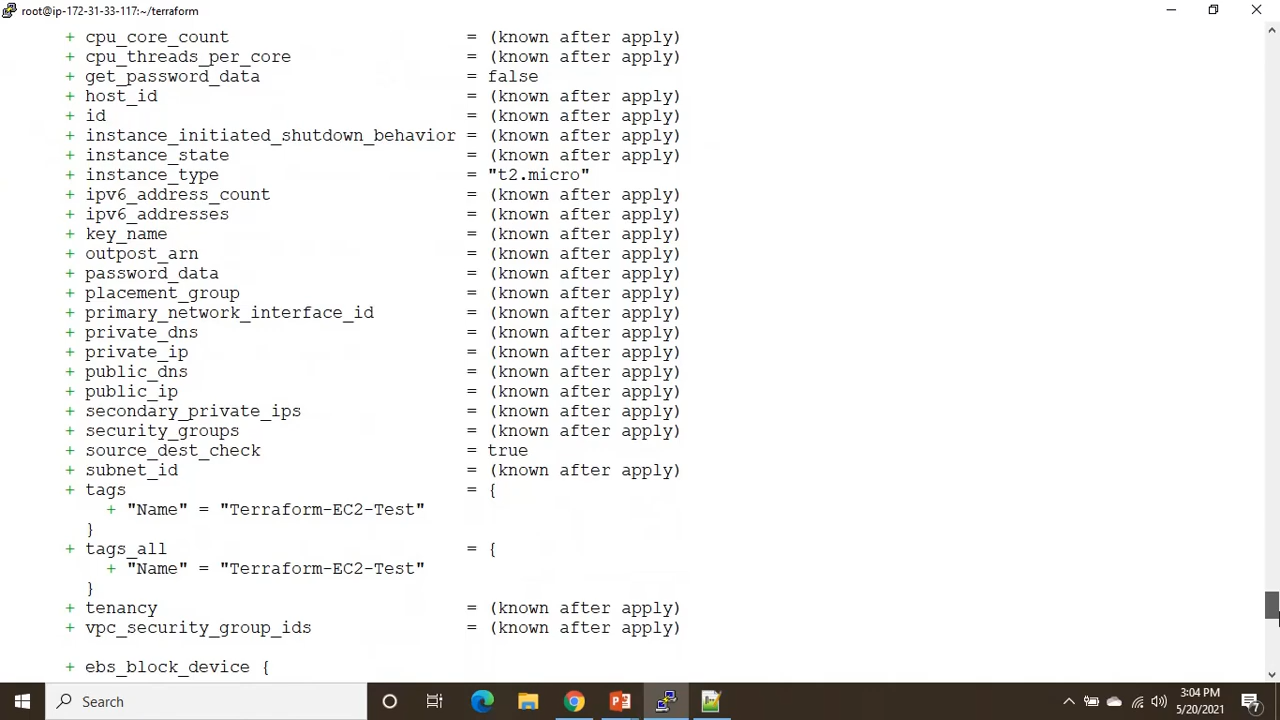 root@ip-172-31-33-117:~/terraform
+ cpu_core_count = (known after apply)
+ cpu_threads_per_core = (known after apply)
+ get_password_data = false
+ host_id = (known after apply)
+ id = (known after apply)
+ instance_initiated_shutdown_behavior = (known after apply)
+ instance_state = (known after apply)
+ instance_type = "t2.micro"
+ ipv6_address_count = (known after apply)
+ ipv6_addresses = (known after apply)
+ key_name = (known after apply)
+ outpost_arn = (known after apply)
+ password_data = (known after apply)
+ placement_group = (known after apply)
+ primary_network_interface_id = (known after apply)
+ private_dns = (known after apply)
+ private_ip = (known after apply)
+ public_dns = (known after apply)
+ public_ip = (known after apply)
+ secondary_private_ips = (known after apply)
+ security_groups = (known after apply)
+ source_dest_check = true
+ subnet_id = (known after apply)
+ tags = {
+ "Name" = "Terraform-EC2-Test"
}
+ tags_all = {
+ "Name" = "Terraform-EC2-Test"
}
+ tenancy = (known after apply)
+ vpc_security_group_ids = (known after apply)
+ ebs_block_device {
Search
3:04 PM
5/20/2021
7